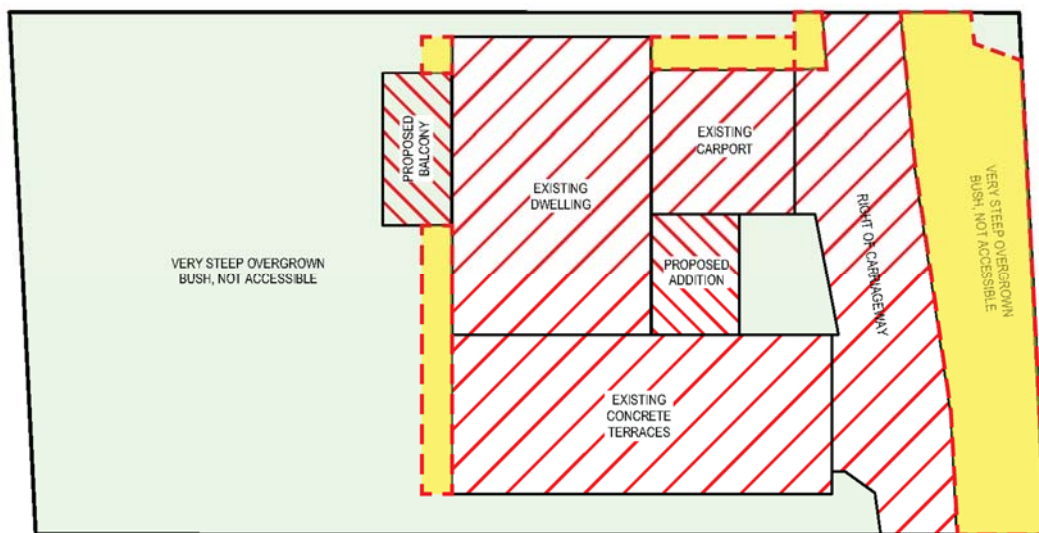 PROPOSED
BALCONY
EXISTING
DWELLING
EXISTING
CARPORT
VERY STEEP OVERGROWN
BUSH, NOT ACCESSIBLE
PROPOSED
ADDITION
RIGHT OF CARRIAGEWAY
VERY STEEP OVERGROWN
BUSH, NOT ACCESSIBLE
EXISTING
CONCRETE
TERRACES